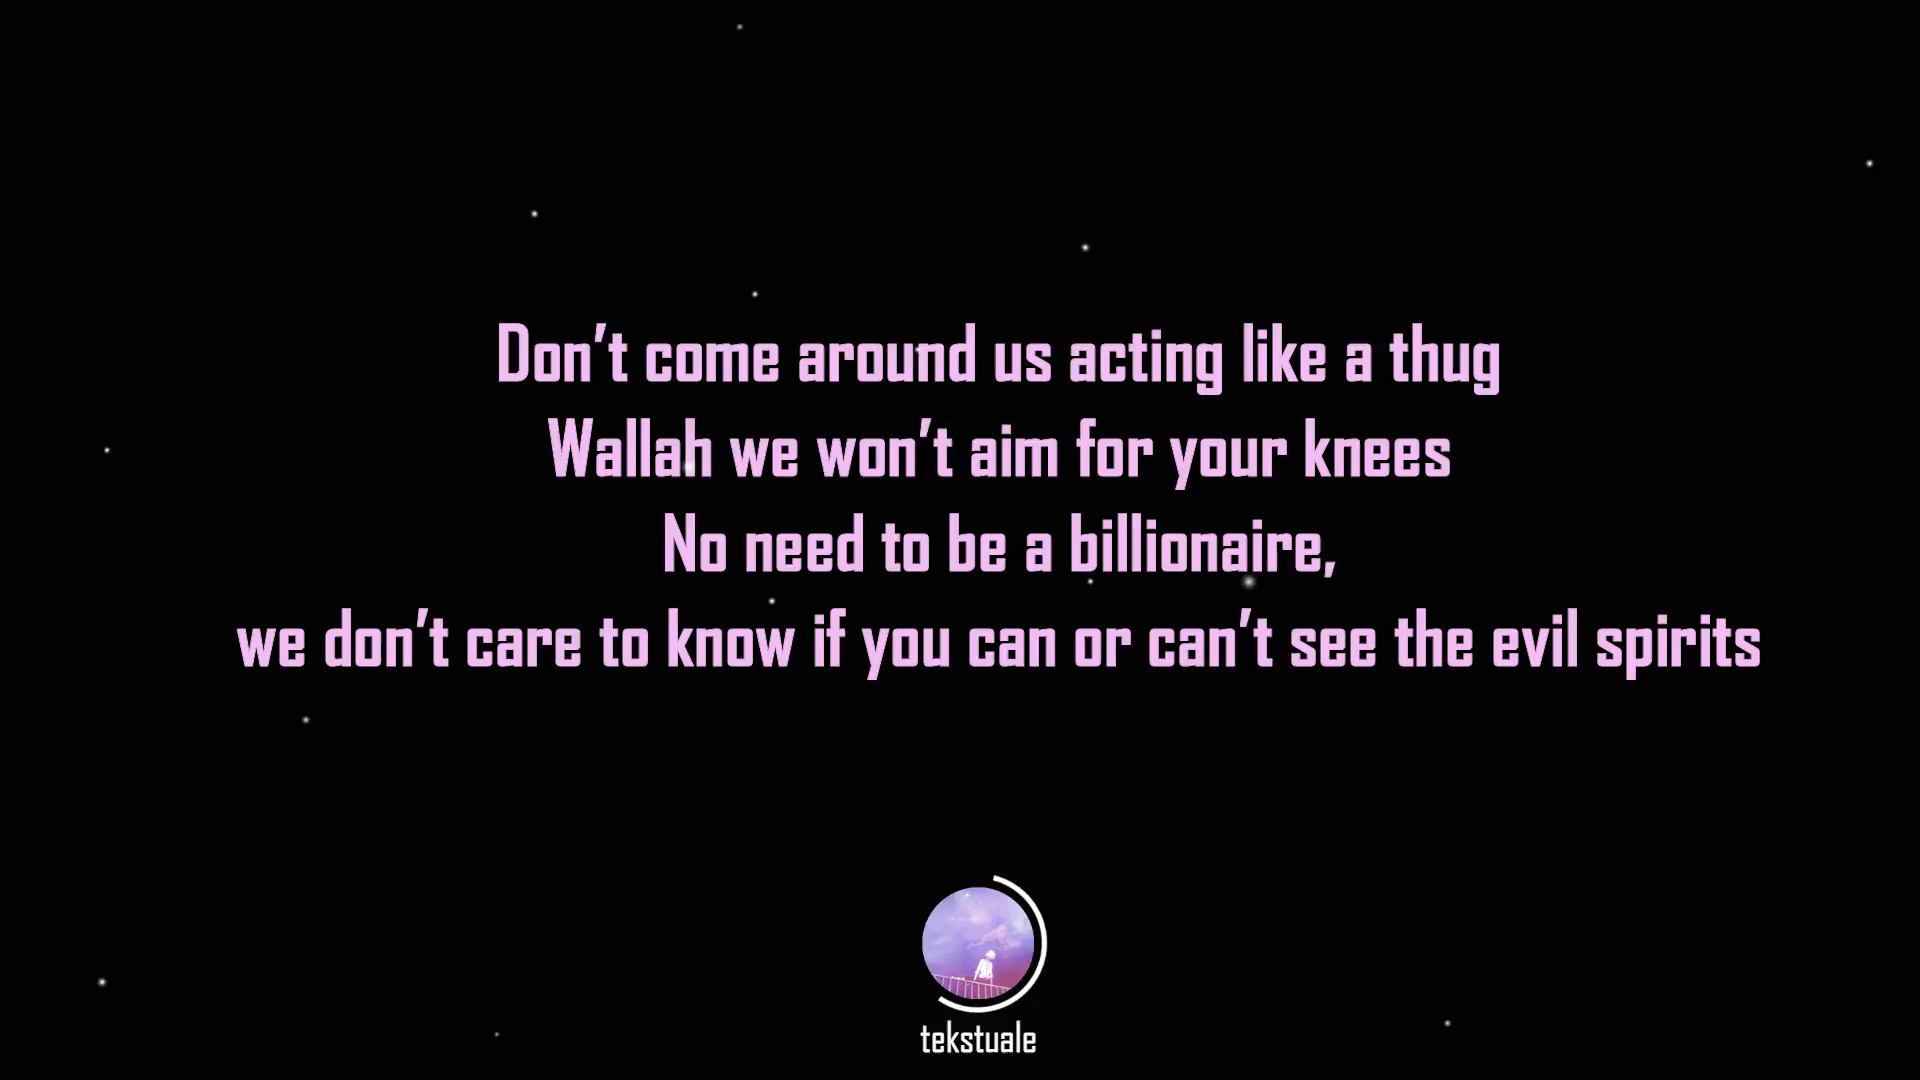 Don't come around us acting like a thug
Wallah we won't aim for your knees
No need to be a billionaire,
we don't care to know if you can or can't see the evil spirits
tekstuale